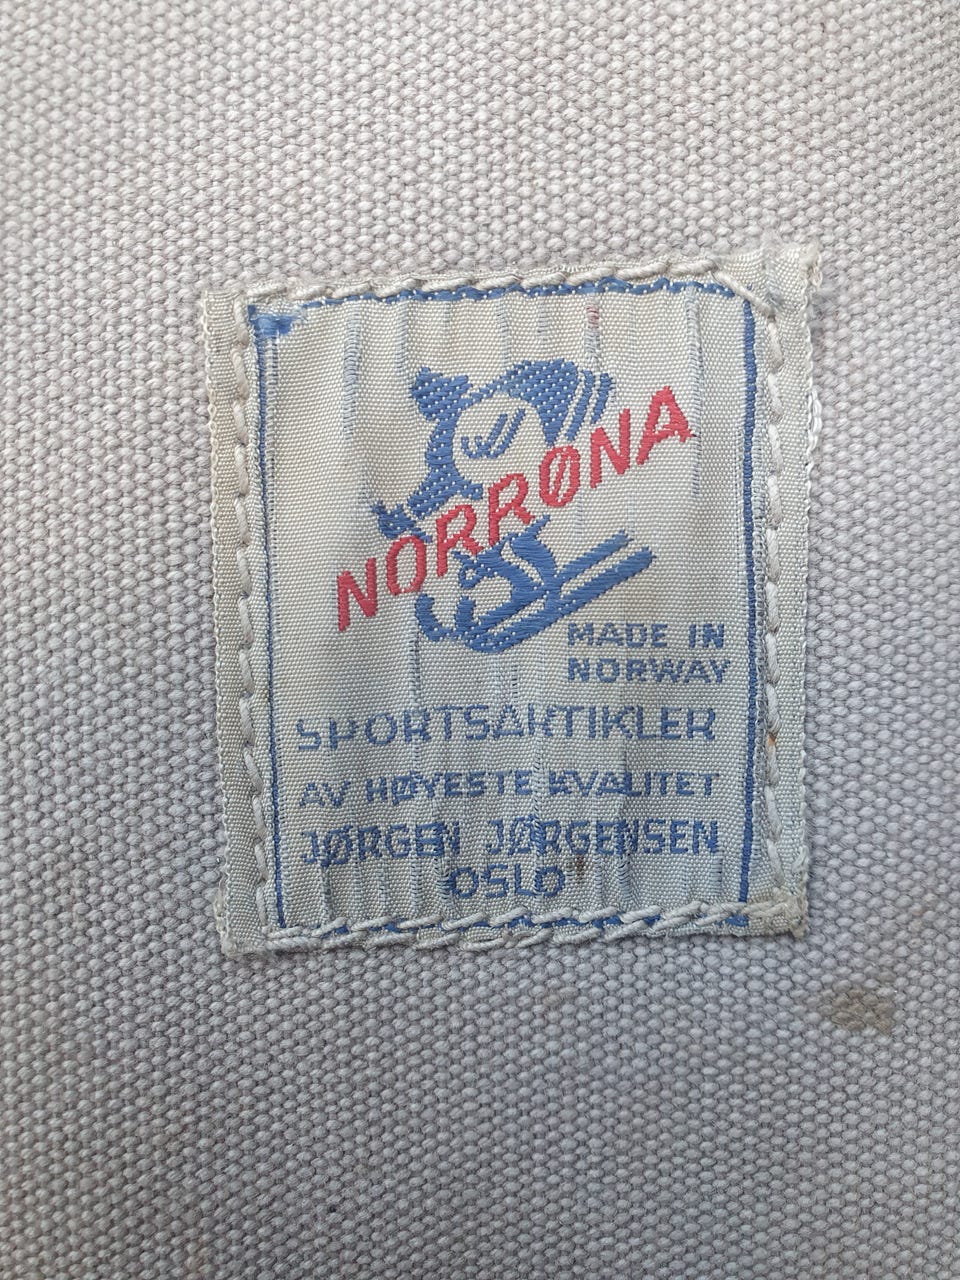 NORRØNA
MADE IN
NORWAY
SPORTSARTIKLER
AV HØYESTE KVALITET
JØRGEN JØRGENSEN
OSLO